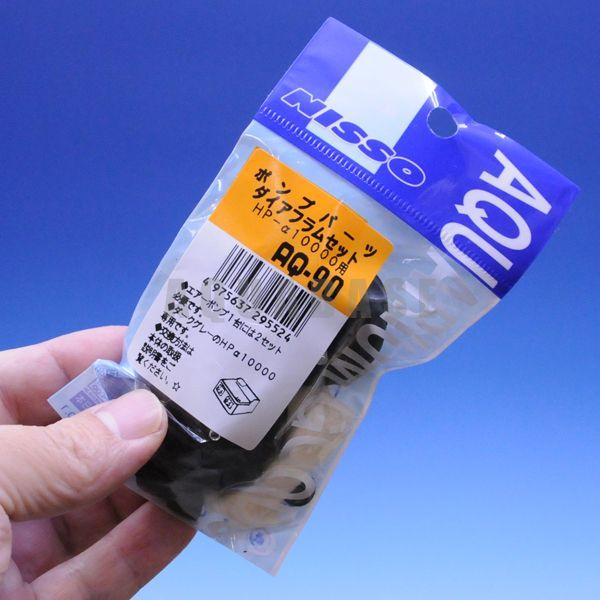 NISSO
AQUA
ポンプパーツ
ダイアフラムセット
HP-α10000用
AQ-90
4975637295524
◆エアーポンプ1台には2セット
必要です。
◆ダークグレーのHPα10000
専用です。
◆交換方法は
本体の取扱
説明書をご
覧ください。☆